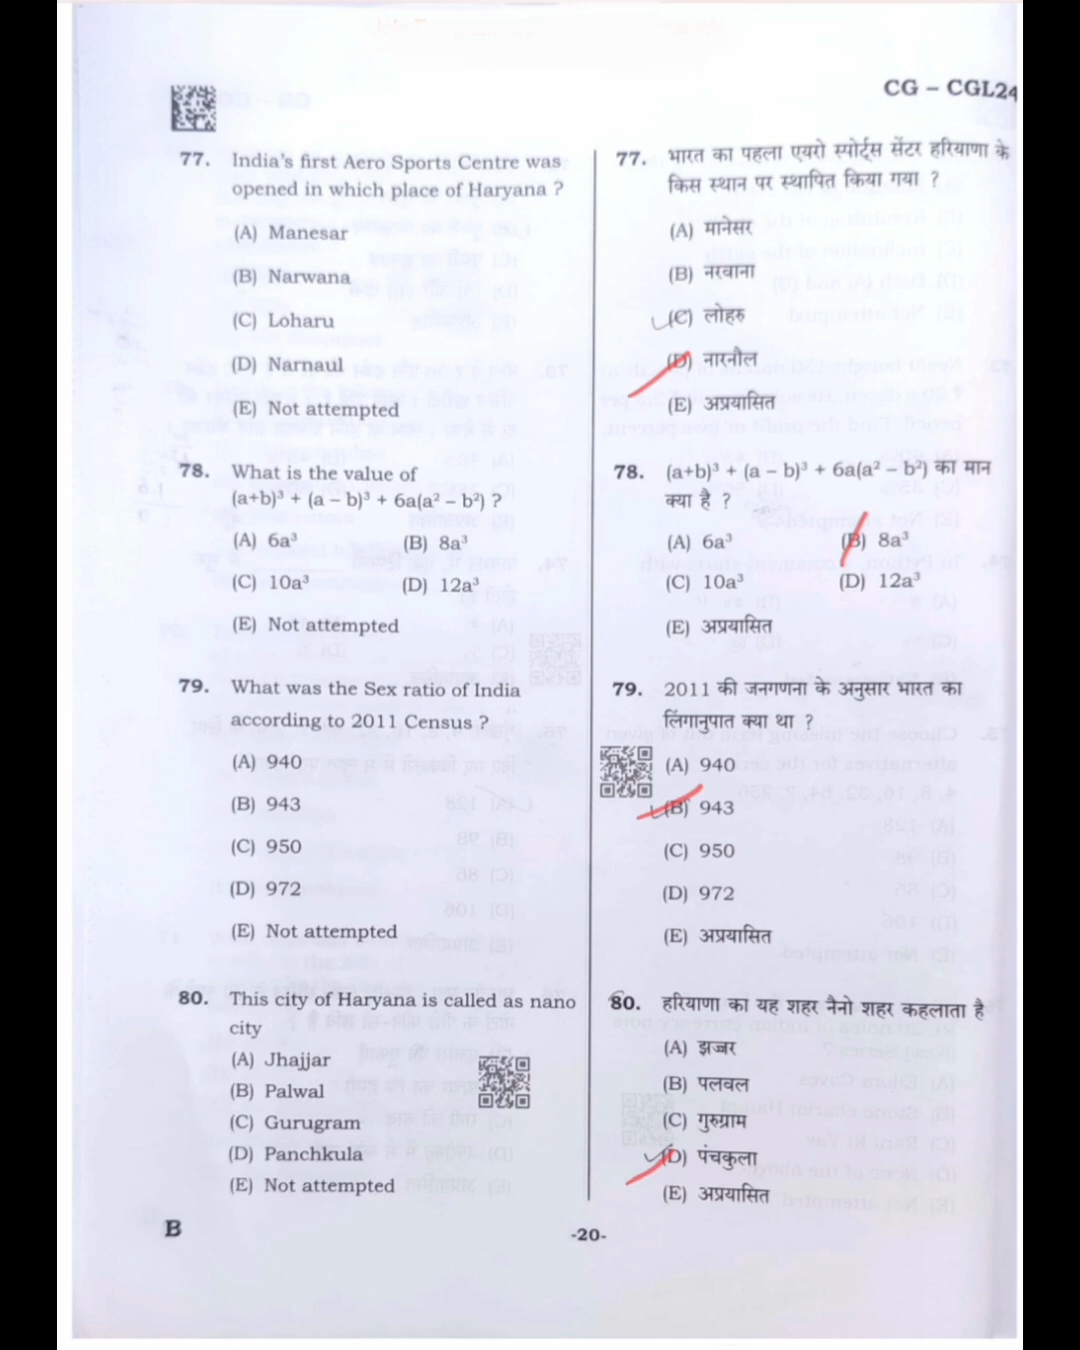 CG – CGL24
77. India's first Aero Sports Centre was
opened in which place of Haryana ?
(A) Manesar
(B) Narwana
(C) Loharu
(D) Narnaul
(E) Not attempted
78. What is the value of
(a+b)³ + (a – b)³ + 6a(a² – b²) ?
(A) 6a³ (B) 8a³
(C) 10a³ (D) 12a³
(E) Not attempted
79. What was the Sex ratio of India
according to 2011 Census ?
(A) 940
(B) 943
(C) 950
(D) 972
(E) Not attempted
80. This city of Haryana is called as nano
city
(A) Jhajjar
(B) Palwal
(C) Gurugram
(D) Panchkula
(E) Not attempted
77. भारत का पहला एयरो स्पोर्ट्स सेंटर हरियाणा के
किस स्थान पर स्थापित किया गया ?
(A) मानेसर
(B) नरवाना
(C) लोहरु
(D) नारनौल
(E) अप्रयासित
78. (a+b)³ + (a – b)³ + 6a(a² – b²) का मान
क्या है ?
(A) 6a³ (B) 8a³
(C) 10a³ (D) 12a³
(E) अप्रयासित
79. 2011 की जनगणना के अनुसार भारत का
लिंगानुपात क्या था ?
(A) 940
(B) 943
(C) 950
(D) 972
(E) अप्रयासित
80. हरियाणा का यह शहर नैनो शहर कहलाता है
(A) झज्जर
(B) पलवल
(C) गुरुग्राम
(D) पंचकुला
(E) अप्रयासित
B
-20-